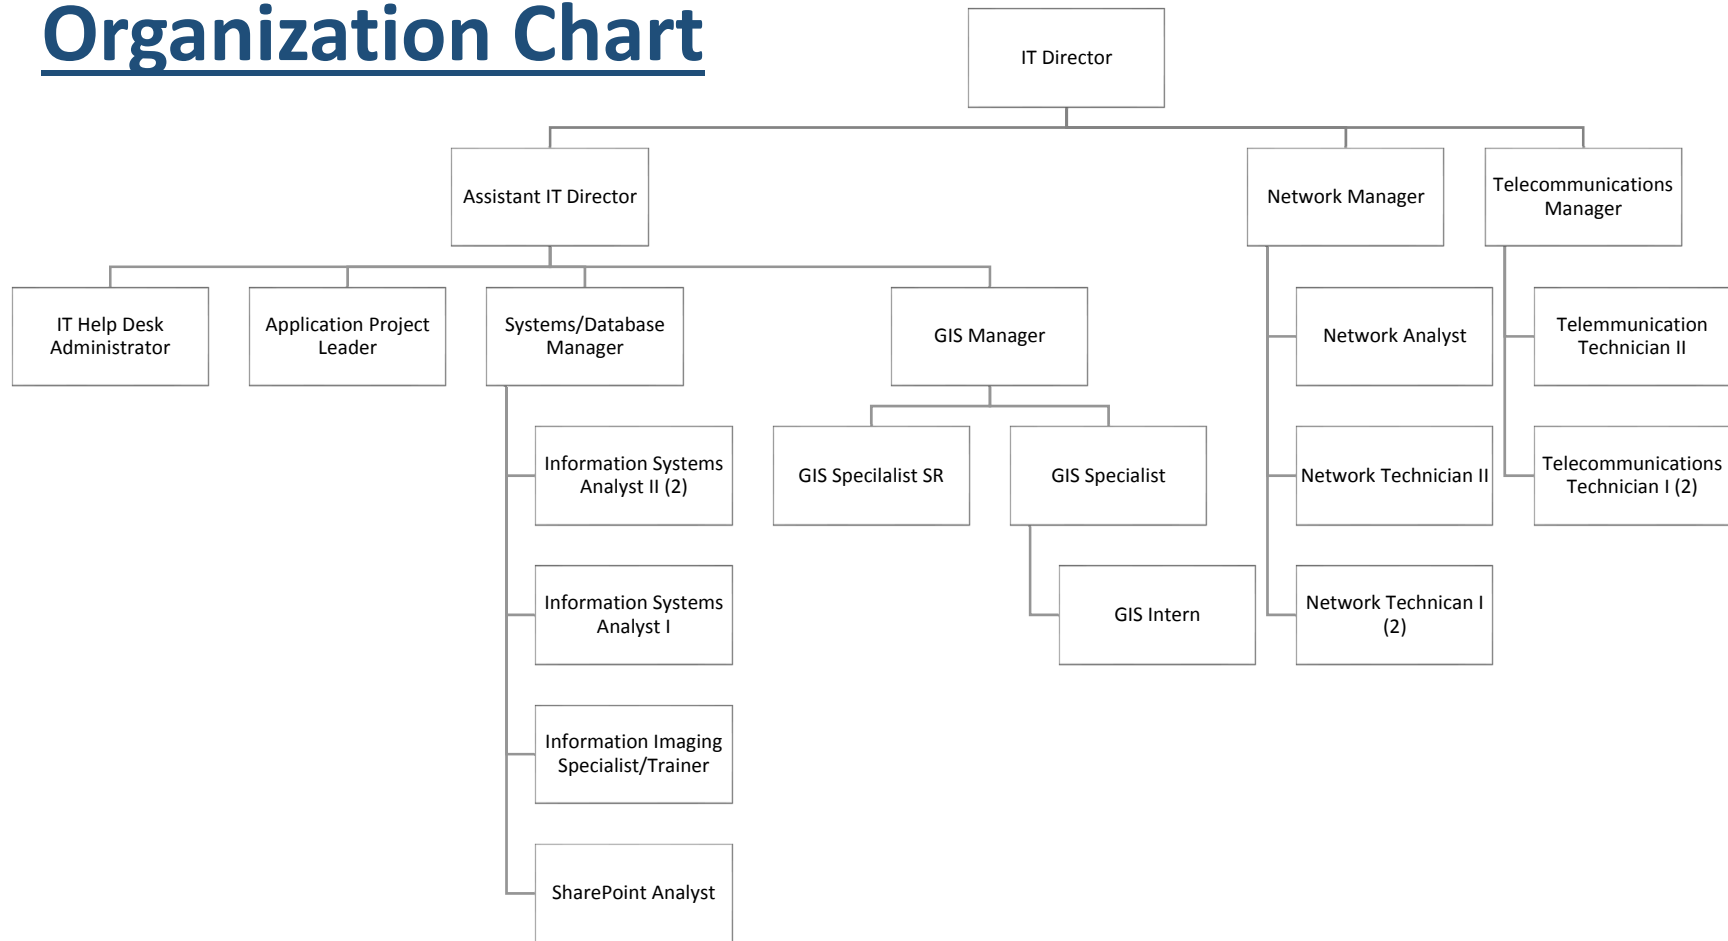 Organization Chart
IT Director
Assistant IT Director
Network Manager
Telecommunications
Manager
IT Help Desk
Administrator
Application Project
Leader
Systems/Database
Manager
GIS Manager
Network Analyst
Telemmunication
Technician II
Information Systems
Analyst II (2)
GIS Specilalist SR
GIS Specialist
Network Technician II
Telecommunications
Technician I (2)
Information Systems
Analyst I
GIS Intern
Network Technican I
(2)
Information Imaging
Specialist/Trainer
SharePoint Analyst